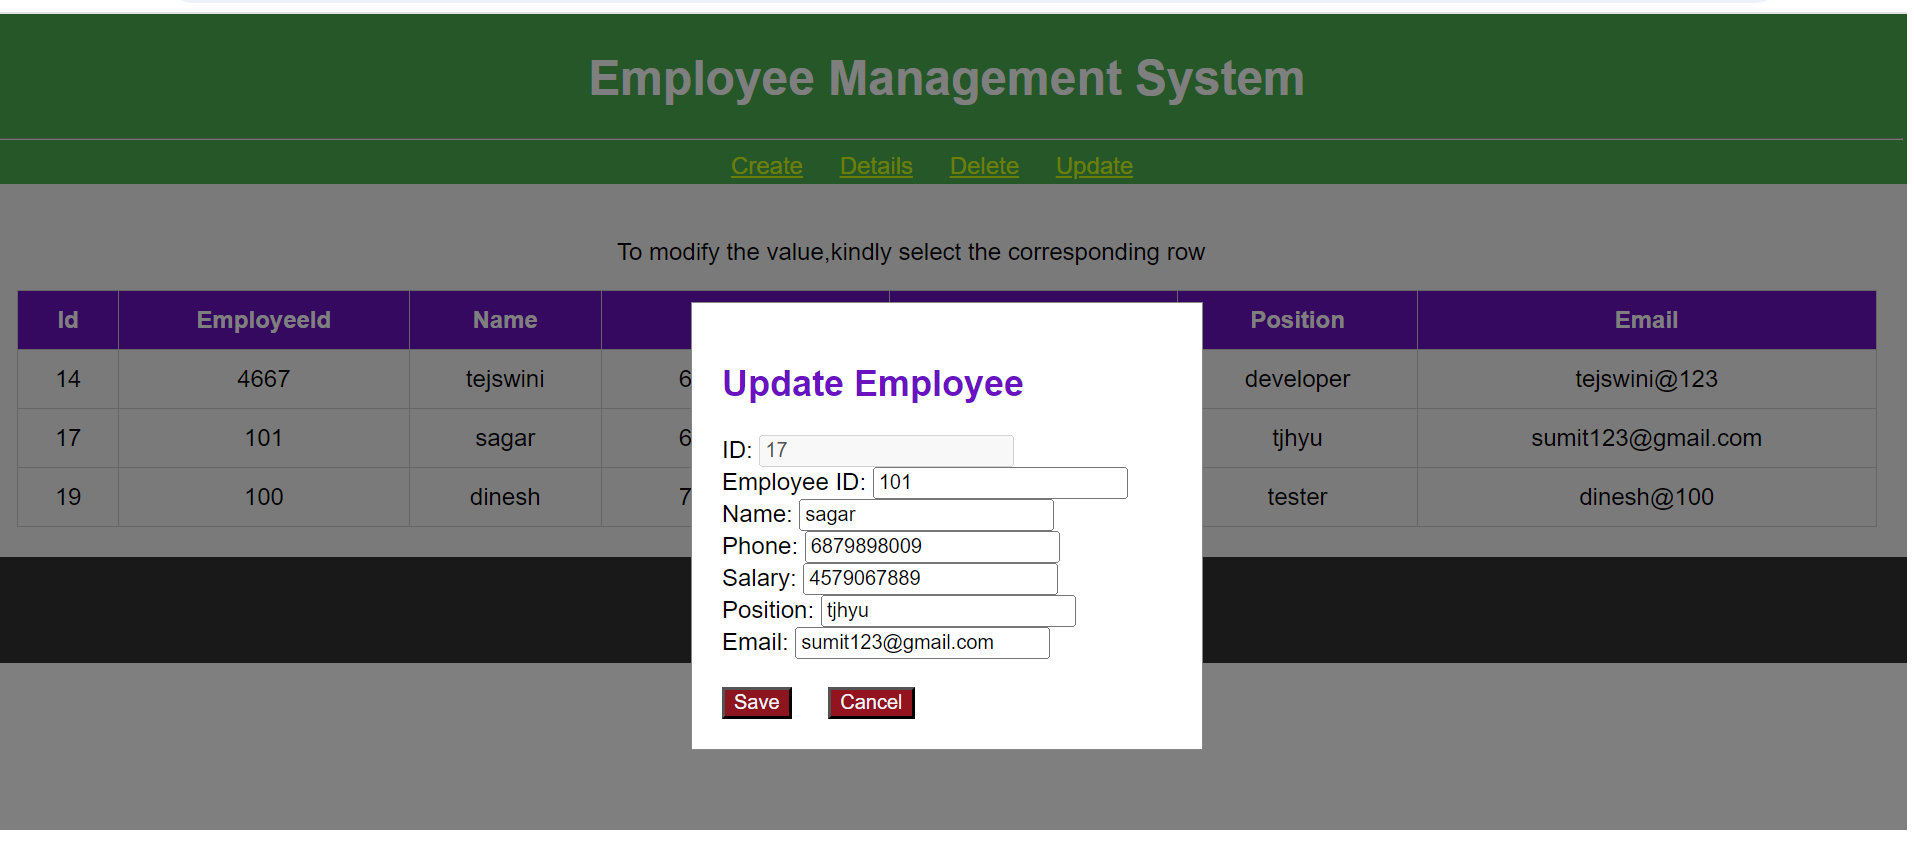 Employee Management System
Create Details Delete Update
To modify the value,kindly select the corresponding row
Id EmployeeId Name Position Email
14 4667 tejswini 6 developer tejswini@123
17 101 sagar 6 tjhyu sumit123@gmail.com
19 100 dinesh 7 tester dinesh@100
Update Employee
ID: 17
Employee ID: 101
Name: sagar
Phone: 6879898009
Salary: 4579067889
Position: tjhyu
Email: sumit123@gmail.com
Save Cancel